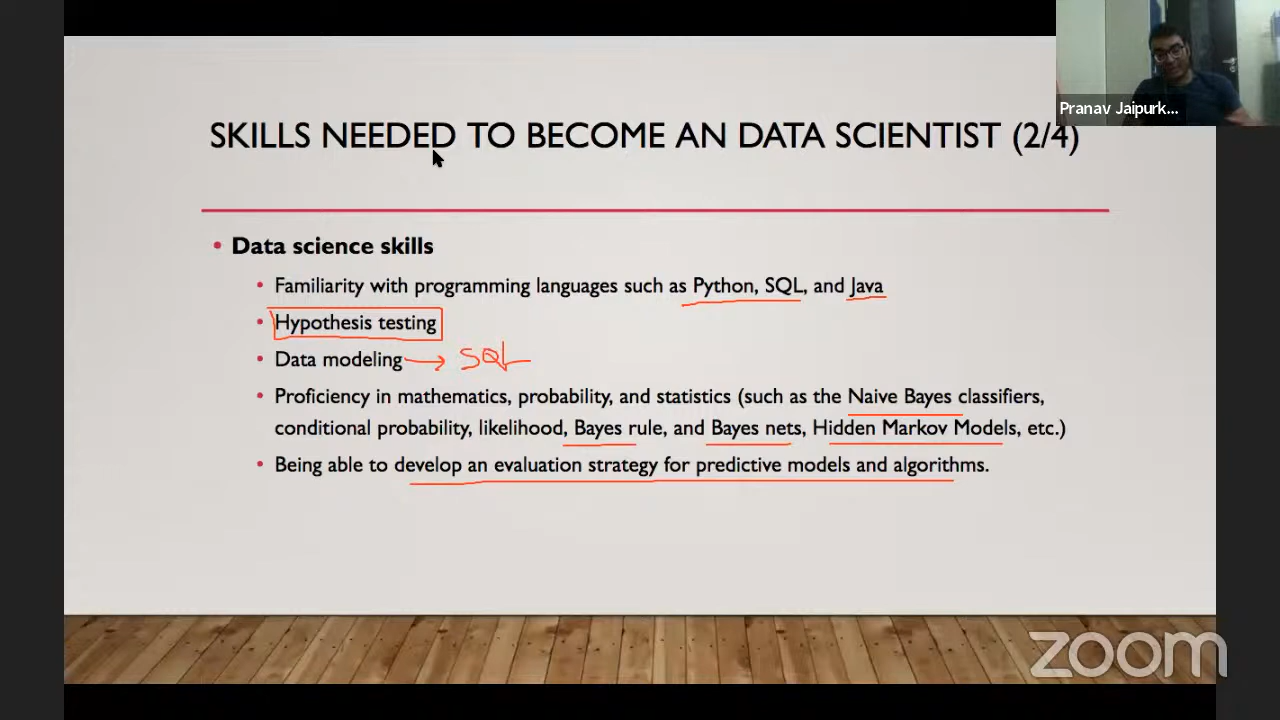 Pranav Jaipurk...
SKILLS NEEDED TO BECOME AN DATA SCIENTIST (2/4)
• Data science skills
• Familiarity with programming languages such as Python, SQL, and Java
• Hypothesis testing
• Data modeling → SQL
• Proficiency in mathematics, probability, and statistics (such as the Naive Bayes classifiers,
conditional probability, likelihood, Bayes rule, and Bayes nets, Hidden Markov Models, etc.)
• Being able to develop an evaluation strategy for predictive models and algorithms.
zoom